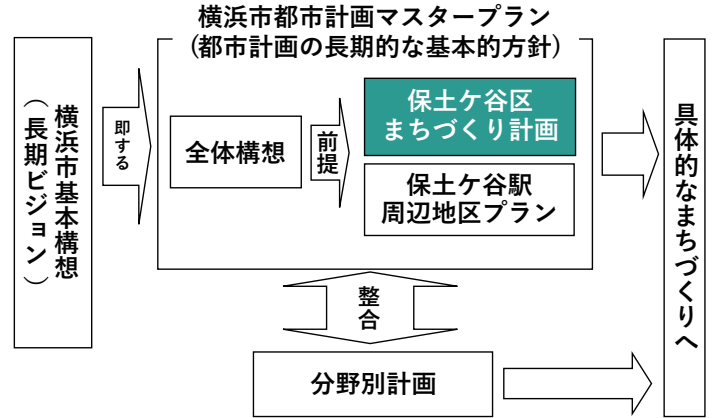 横浜市都市計画マスタープラン
(都市計画の長期的な基本的方針)
横浜市基本構想
(長期ビジョン)
即する
全体構想
前提
保土ケ谷区
まちづくり計画
保土ケ谷駅
周辺地区プラン
具体的なまちづくりへ
整合
分野別計画